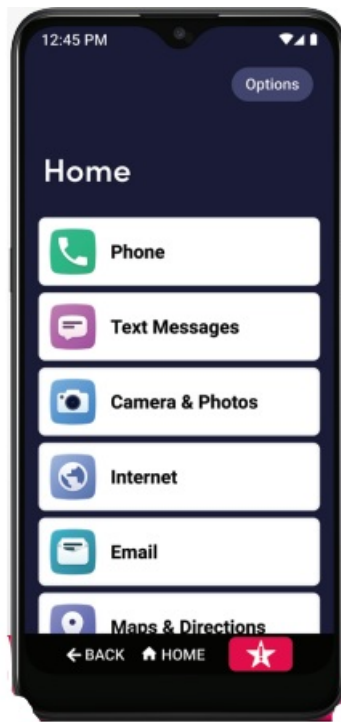 12:45 PM
Options
Home
Phone
Text Messages
Camera & Photos
Internet
Email
Maps & Directions
BACK HOME